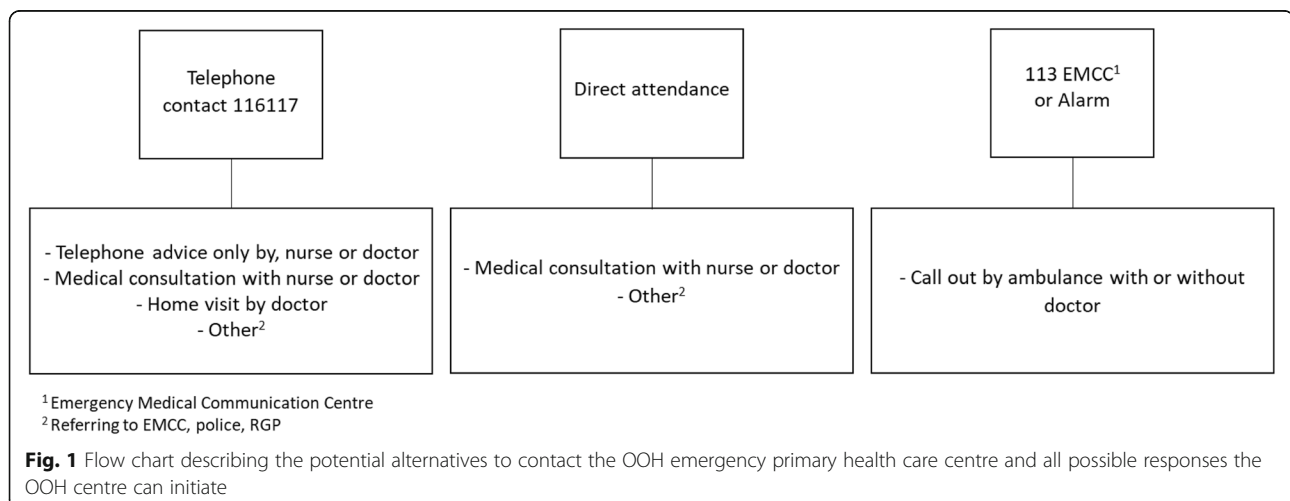 Telephone
contact 116117
Direct attendance
113 EMCC¹
or Alarm
- Telephone advice only by, nurse or doctor
- Medical consultation with nurse or doctor
- Home visit by doctor
- Other²
- Medical consultation with nurse or doctor
- Other²
- Call out by ambulance with or without
doctor
¹ Emergency Medical Communication Centre
² Referring to EMCC, police, RGP
Fig. 1 Flow chart describing the potential alternatives to contact the OOH emergency primary health care centre and all possible responses the
OOH centre can initiate